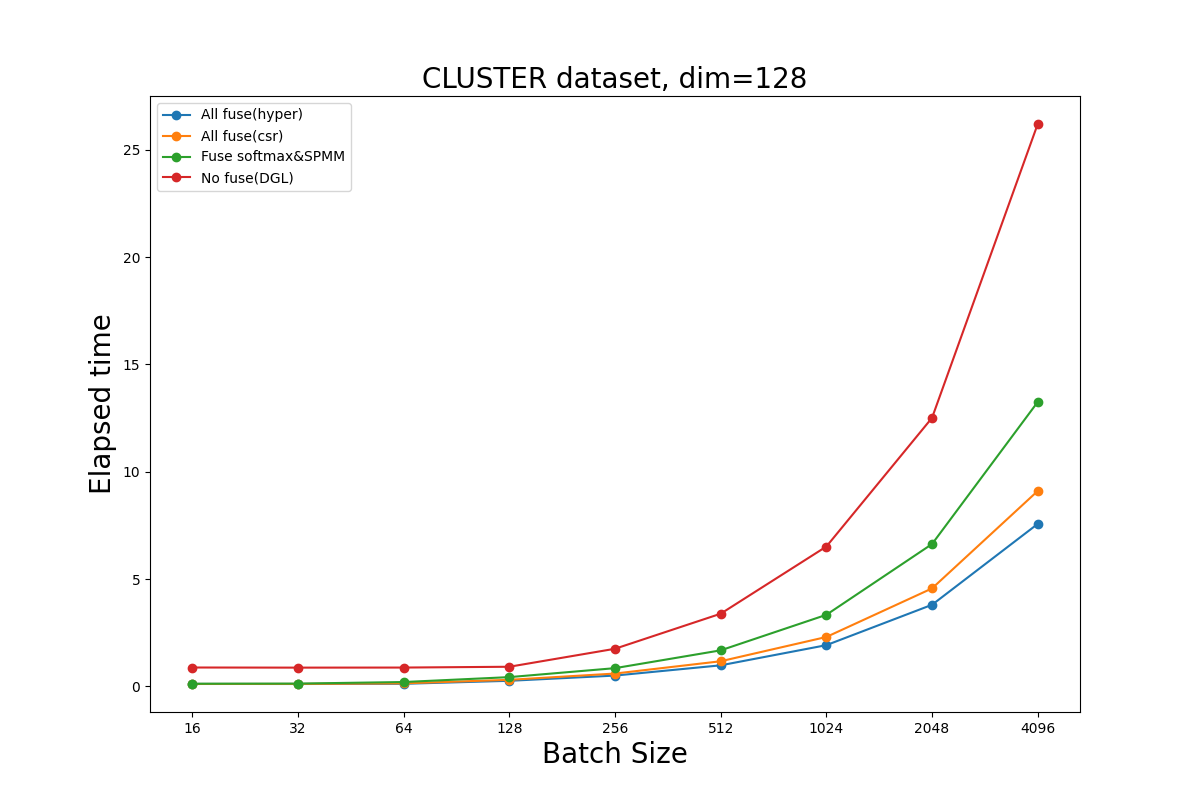 CLUSTER dataset, dim=128
All fuse(hyper)
All fuse(csr)
Fuse softmax&SPMM
No fuse(DGL)
25
20
15
10
5
0
Elapsed time
16 32 64 128 256 512 1024 2048 4096
Batch Size